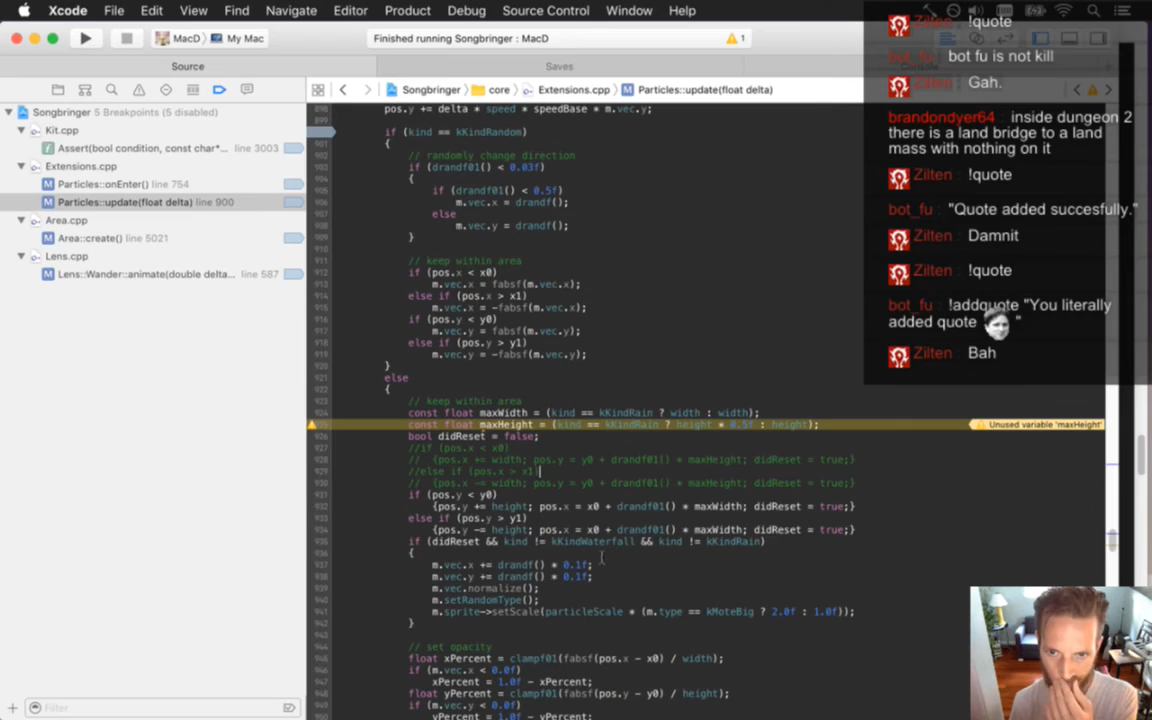 Xcode File Edit View Find Navigate Editor Product Debug Source Control Window Help
MacD My Mac
Finished running Songbringer : MacD
1
Source
Saves
Songbringer core Extensions.cpp Particles::update(float delta)
Songbringer 5 Breakpoints (5 disabled)
Kit.cpp
Assert(bool condition, const char*... line 3003
Extensions.cpp
Particles::onEnter() line 754
Particles::update(float delta) line 900
Area.cpp
Area::create() line 5021
Lens.cpp
Lens::Wander::animate(double delta... line 587
Filter
pos.y += delta * speed * speedBase * m.vec.y;
if (kind == kKindRandom)
{
// randomly change direction
if (drandf01() < 0.03f)
{
if (drandf01() < 0.5f)
m.vec.x = drandf();
else
m.vec.y = drandf();
}
// keep within area
if (pos.x < x0)
m.vec.x = fabsf(m.vec.x);
else if (pos.x > x1)
m.vec.x = -fabsf(m.vec.x);
if (pos.y < y0)
m.vec.y = fabsf(m.vec.y);
else if (pos.y > y1)
m.vec.y = -fabsf(m.vec.y);
}
else
{
// keep within area
const float maxWidth = (kind == kKindRain ? width : width);
const float maxHeight = (kind == kKindRain ? height * 0.5f : height);
Unused variable 'maxHeight'
bool didReset = false;
//if (pos.x < x0)
// {pos.x += width; pos.y = y0 + drandf01() * maxHeight; didReset = true;}
//else if (pos.x > x1)
// {pos.x -= width; pos.y = y0 + drandf01() * maxHeight; didReset = true;}
if (pos.y < y0)
{pos.y += height; pos.x = x0 + drandf01() * maxWidth; didReset = true;}
else if (pos.y > y1)
{pos.y -= height; pos.x = x0 + drandf01() * maxWidth; didReset = true;}
if (didReset && kind != kKindWaterfall && kind != kKindRain)
{
m.vec.x += drandf() * 0.1f;
m.vec.y += drandf() * 0.1f;
m.vec.normalize();
m.setRandomType();
m.sprite->setScale(particleScale * (m.type == kMoteBig ? 2.0f : 1.0f));
}
// set opacity
float xPercent = clampf01(fabsf(pos.x - x0) / width);
if (m.vec.x < 0.0f)
xPercent = 1.0f - xPercent;
float yPercent = clampf01(fabsf(pos.y - y0) / height);
if (m.vec.y < 0.0f)
yPercent = 1.0f - yPercent;
Zilten : !quote
bot_fu : bot fu is not kill
Zilten : Gah.
brandondyer64 : inside dungeon 2
there is a land bridge to a land
mass with nothing on it
Zilten : !quote
bot_fu : "Quote added succesfully."
Zilten : Damnit
Zilten : !quote
bot_fu : !addquote "You literally
added quote "
Zilten : Bah